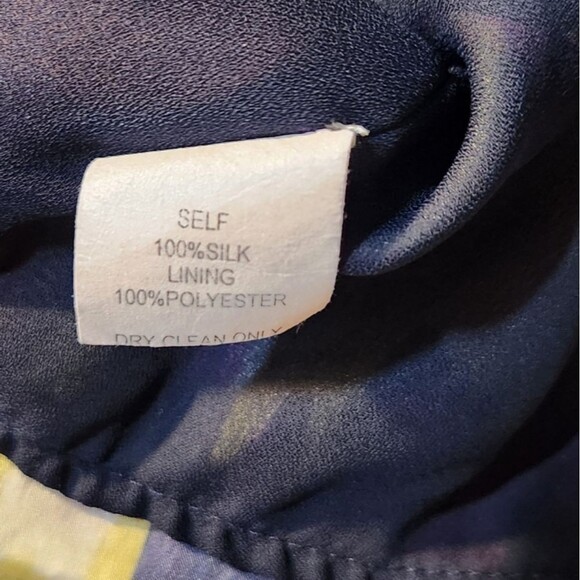 SELF
100%SILK
LINING
100%POLYESTER
DRY CLEAN ONLY